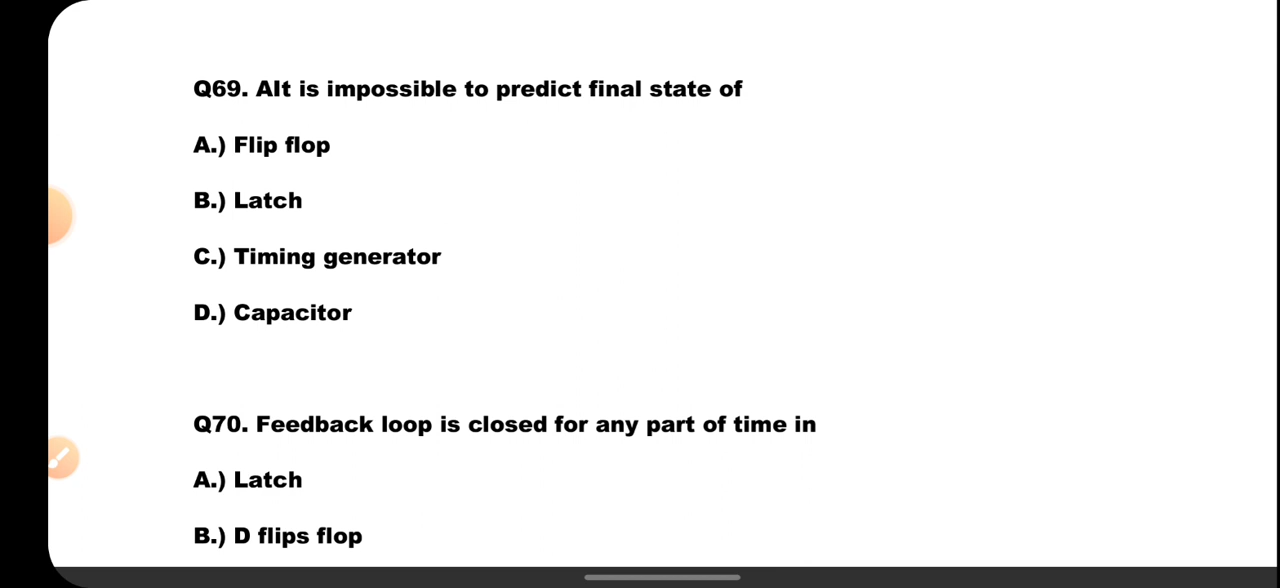 Q69. AIt is impossible to predict final state of
A.) Flip flop
B.) Latch
C.) Timing generator
D.) Capacitor
Q70. Feedback loop is closed for any part of time in
A.) Latch
B.) D flips flop